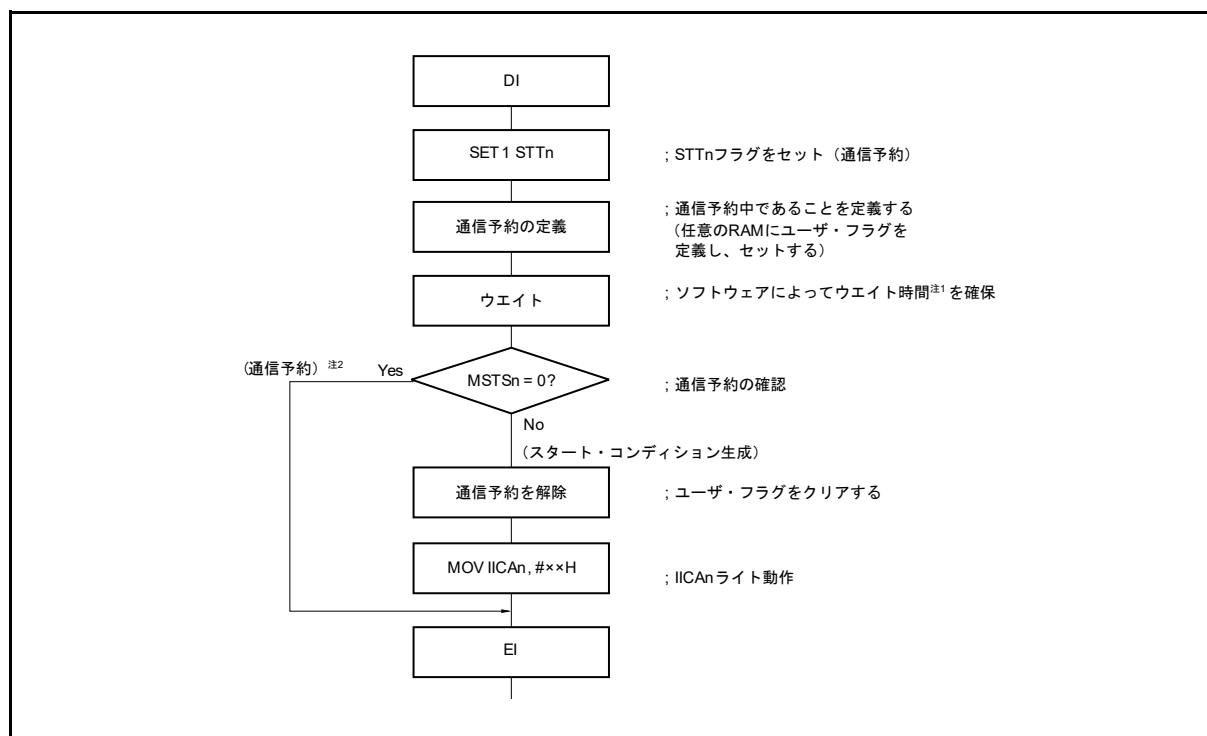 DI
SET1 STTn
; STTnフラグをセット（通信予約）
通信予約の定義
; 通信予約中であることを定義する
（任意のRAMにユーザ・フラグを
定義し、セットする）
ウエイト
; ソフトウェアによってウエイト時間注1 を確保
（通信予約）注2
Yes
MSTSn = 0?
; 通信予約の確認
No
（スタート・コンディション生成）
通信予約を解除
; ユーザ・フラグをクリアする
MOV IICAn, #××H
; IICAnライト動作
EI